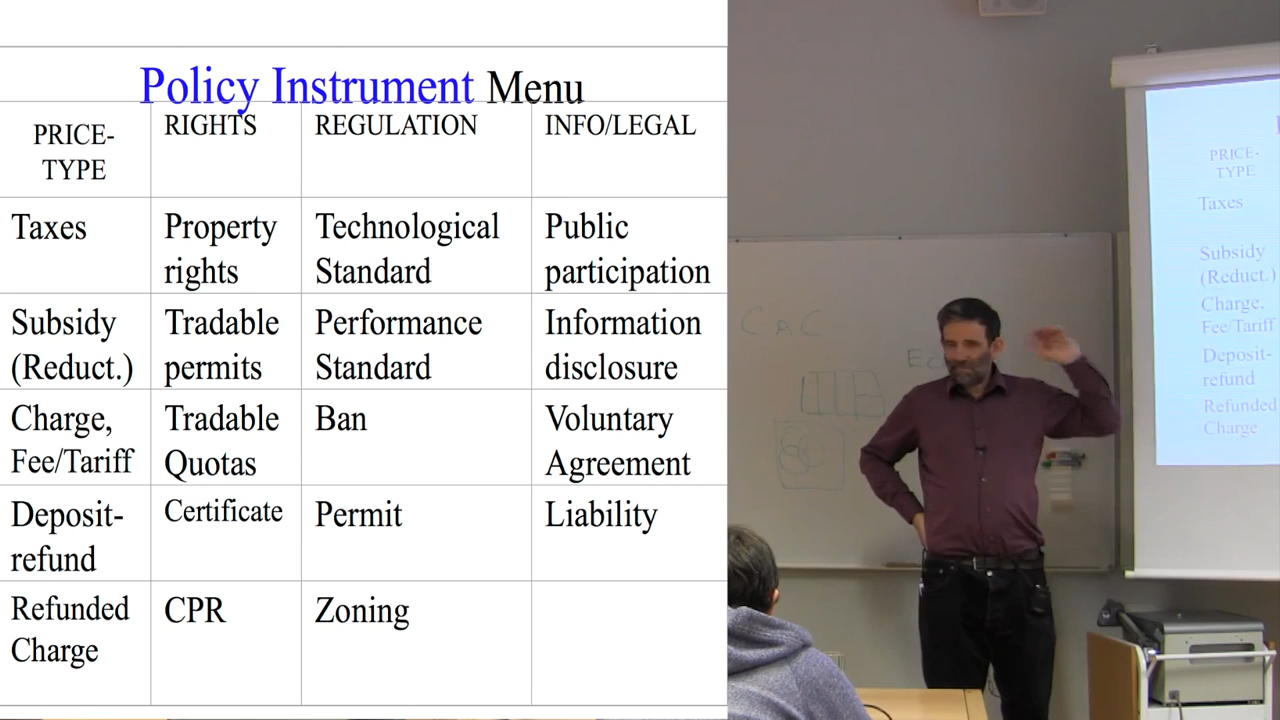 Policy Instrument Menu
PRICE-
TYPE
RIGHTS
REGULATION
INFO/LEGAL
Taxes
Property
rights
Technological
Standard
Public
participation
Subsidy
(Reduct.)
Tradable
permits
Performance
Standard
Information
disclosure
Charge,
Fee/Tariff
Tradable
Quotas
Ban
Voluntary
Agreement
Deposit-
refund
Certificate
Permit
Liability
Refunded
Charge
CPR
Zoning
CAC
PRICE-
TYPE
Taxes
Subsidy
(Reduct.)
Charge,
Fee/Tariff
Deposit-
refund
Refunded
Charge